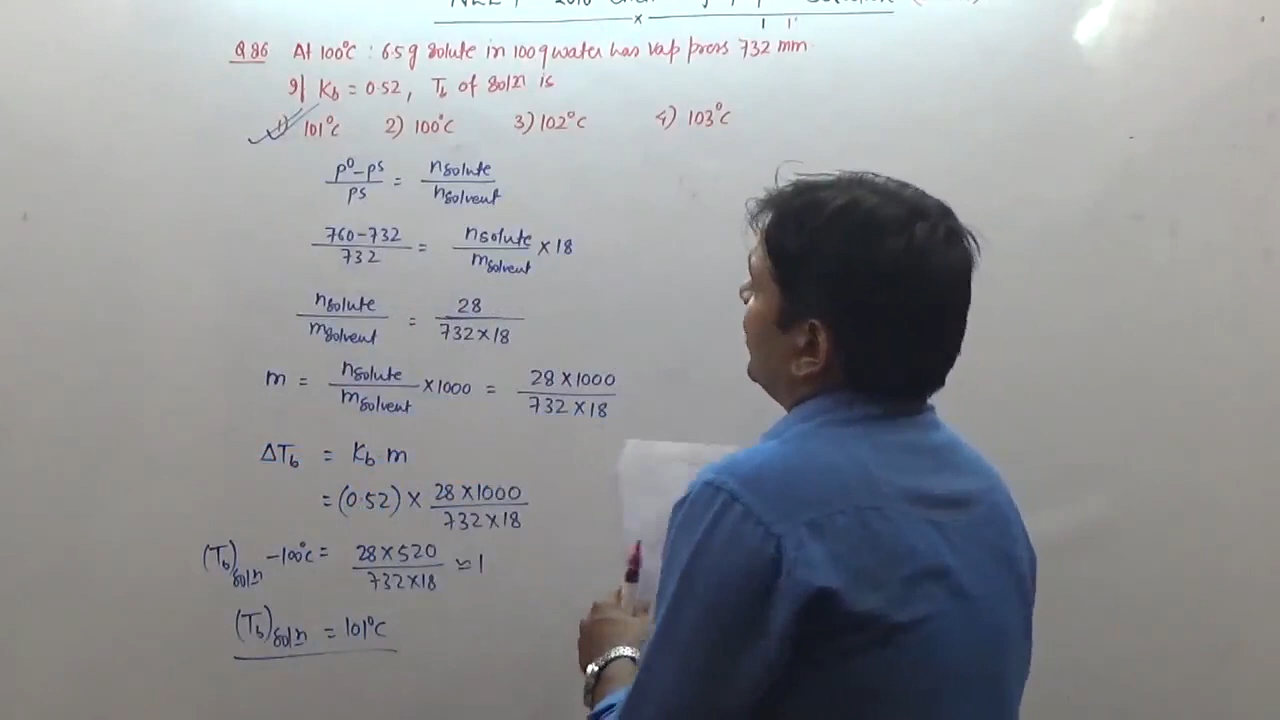 Q86 At 100°C : 6.5g solute in 100g water has vap press 732 mm
If Kb = 0.52, Tb of sol/n is
1) 101°C 2) 100°C 3) 102°C 4) 103°C
p°-ps / ps = nsolute / nsolvent
760-732 / 732 = nsolute / msolvent × 18
nsolute / msolvent = 28 / 732×18
m = nsolute / msolvent × 1000 = 28×1000 / 732×18
ΔTb = Kb m
= (0.52) × 28×1000 / 732×18
(Tb)soln - 100°C = 28×520 / 732×18 ≃ 1
(Tb)soln = 101°C